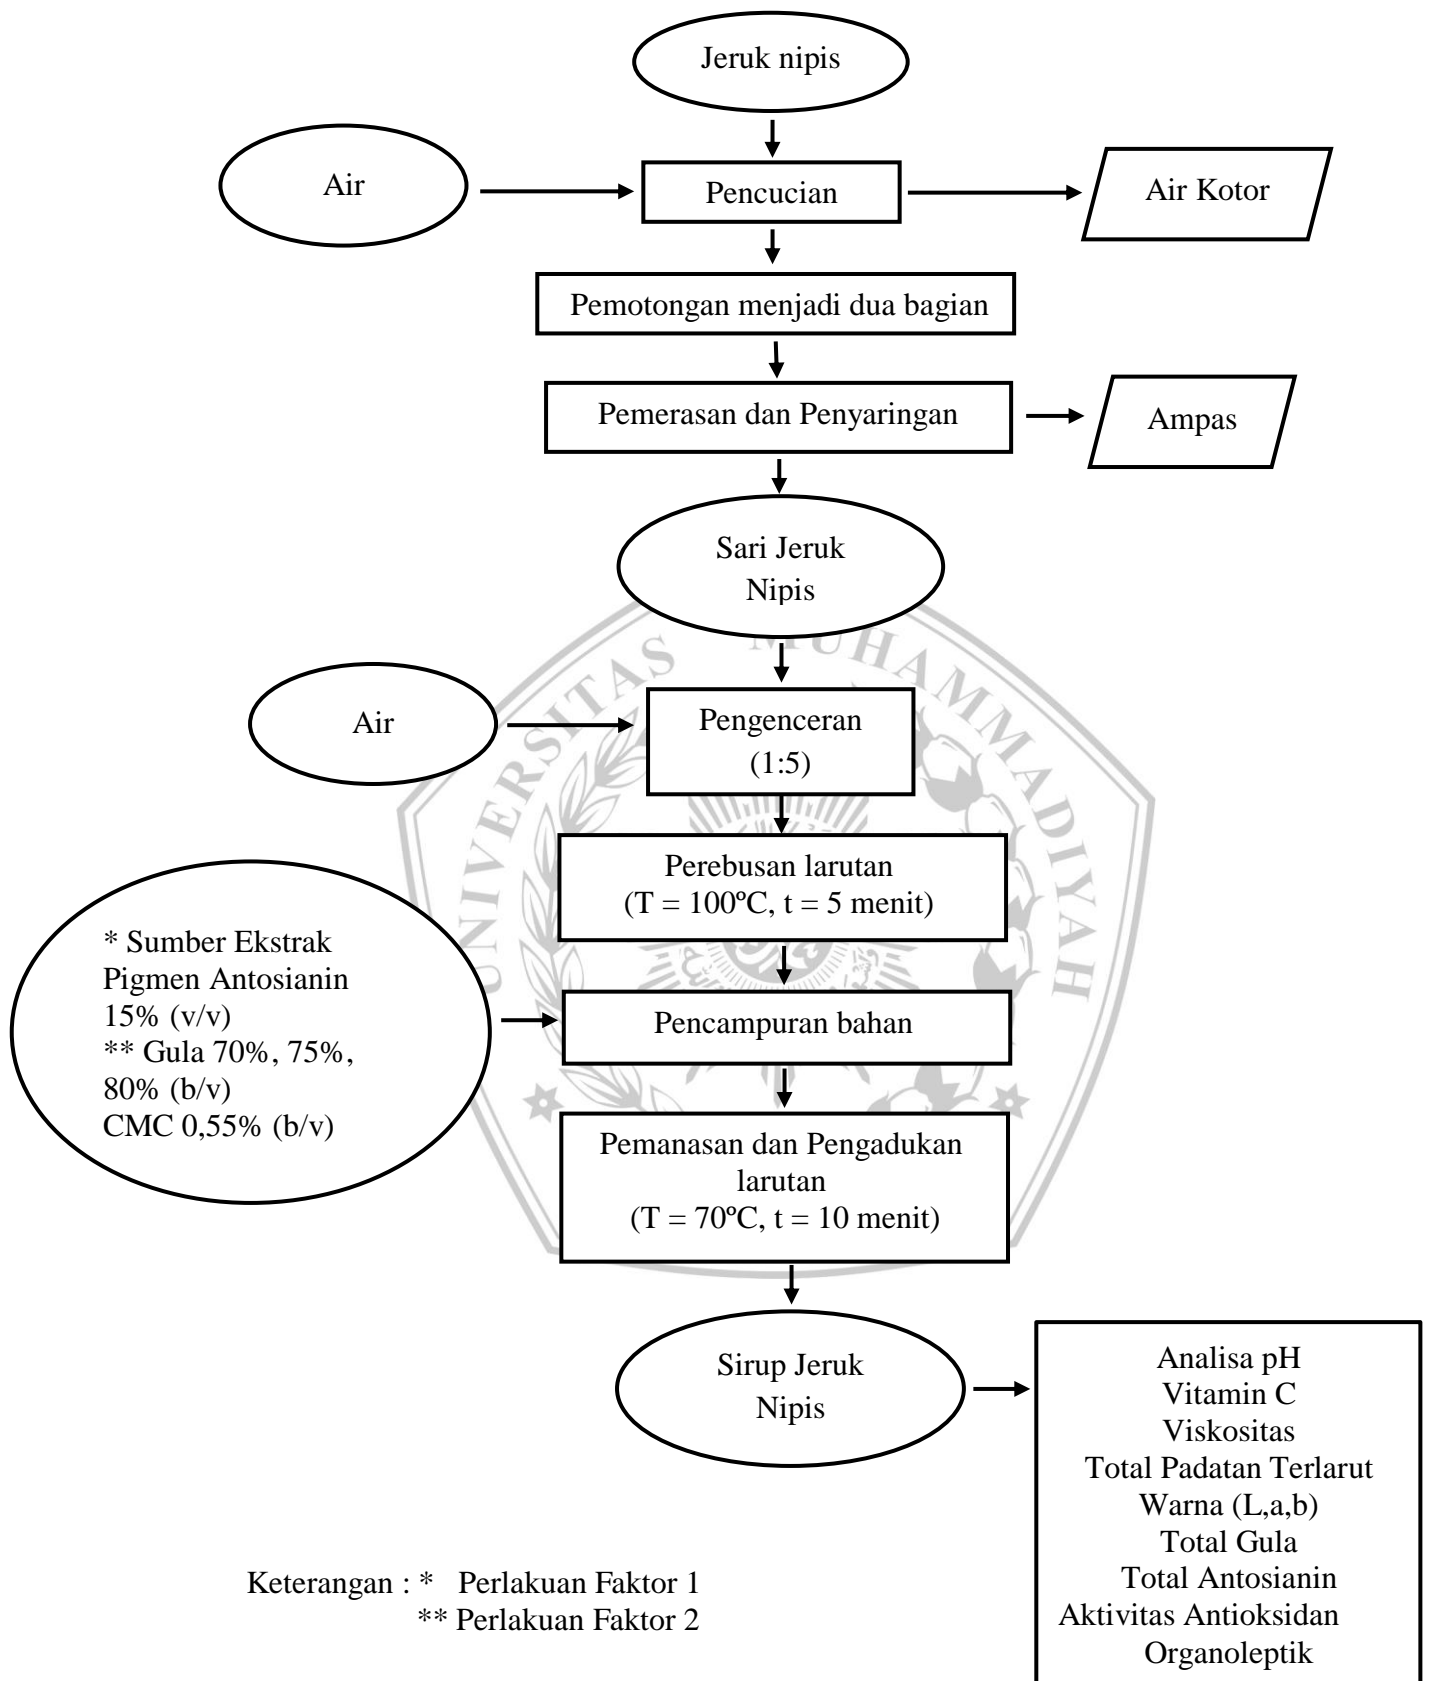 Jeruk nipis
Air
Pencucian
Air Kotor
Pemotongan menjadi dua bagian
Pemerasan dan Penyaringan
Ampas
Sari Jeruk
Nipis
UNIVERSITAS MUHAMMADIYAH
Air
Pengenceran
(1:5)
Perebusan larutan
(T = 100ºC, t = 5 menit)
* Sumber Ekstrak
Pigmen Antosianin
15% (v/v)
** Gula 70%, 75%,
80% (b/v)
CMC 0,55% (b/v)
Pencampuran bahan
Pemanasan dan Pengadukan
larutan
(T = 70ºC, t = 10 menit)
Sirup Jeruk
Nipis
Analisa pH
Vitamin C
Viskositas
Total Padatan Terlarut
Warna (L,a,b)
Total Gula
Total Antosianin
Aktivitas Antioksidan
Organoleptik
Keterangan : * Perlakuan Faktor 1
** Perlakuan Faktor 2